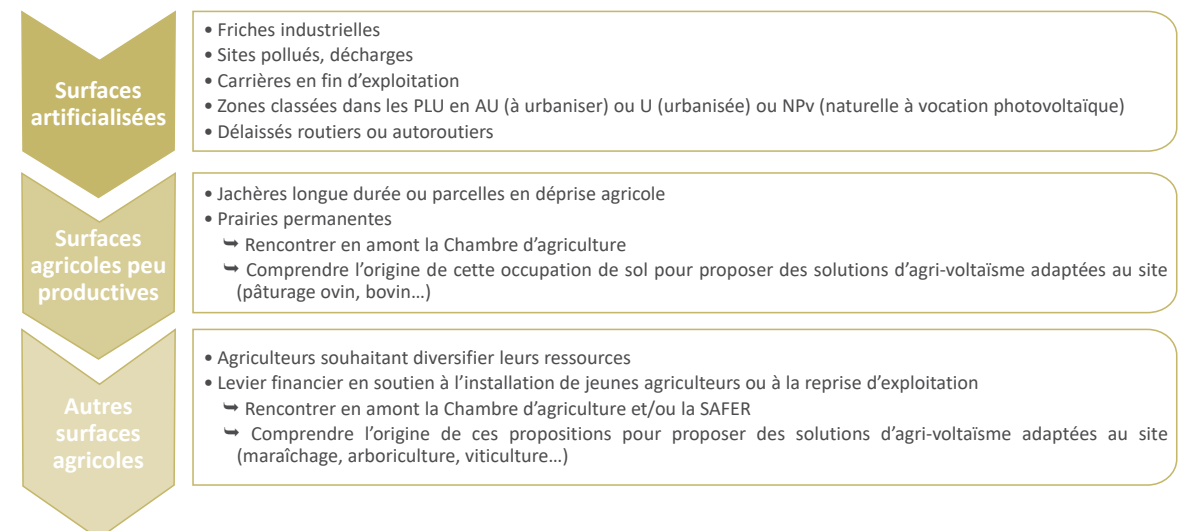 Surfaces
artificialisées
• Friches industrielles
• Sites pollués, décharges
• Carrières en fin d’exploitation
• Zones classées dans les PLU en AU (à urbaniser) ou U (urbanisée) ou NPv (naturelle à vocation photovoltaïque)
• Délaissés routiers ou autoroutiers
Surfaces
agricoles peu
productives
• Jachères longue durée ou parcelles en déprise agricole
• Prairies permanentes
➥ Rencontrer en amont la Chambre d’agriculture
➥ Comprendre l’origine de cette occupation de sol pour proposer des solutions d’agri-voltaïsme adaptées au site
(pâturage ovin, bovin…)
Autres
surfaces
agricoles
• Agriculteurs souhaitant diversifier leurs ressources
• Levier financier en soutien à l’installation de jeunes agriculteurs ou à la reprise d’exploitation
➥ Rencontrer en amont la Chambre d’agriculture et/ou la SAFER
➥ Comprendre l’origine de ces propositions pour proposer des solutions d’agri-voltaïsme adaptées au site
(maraîchage, arboriculture, viticulture…)